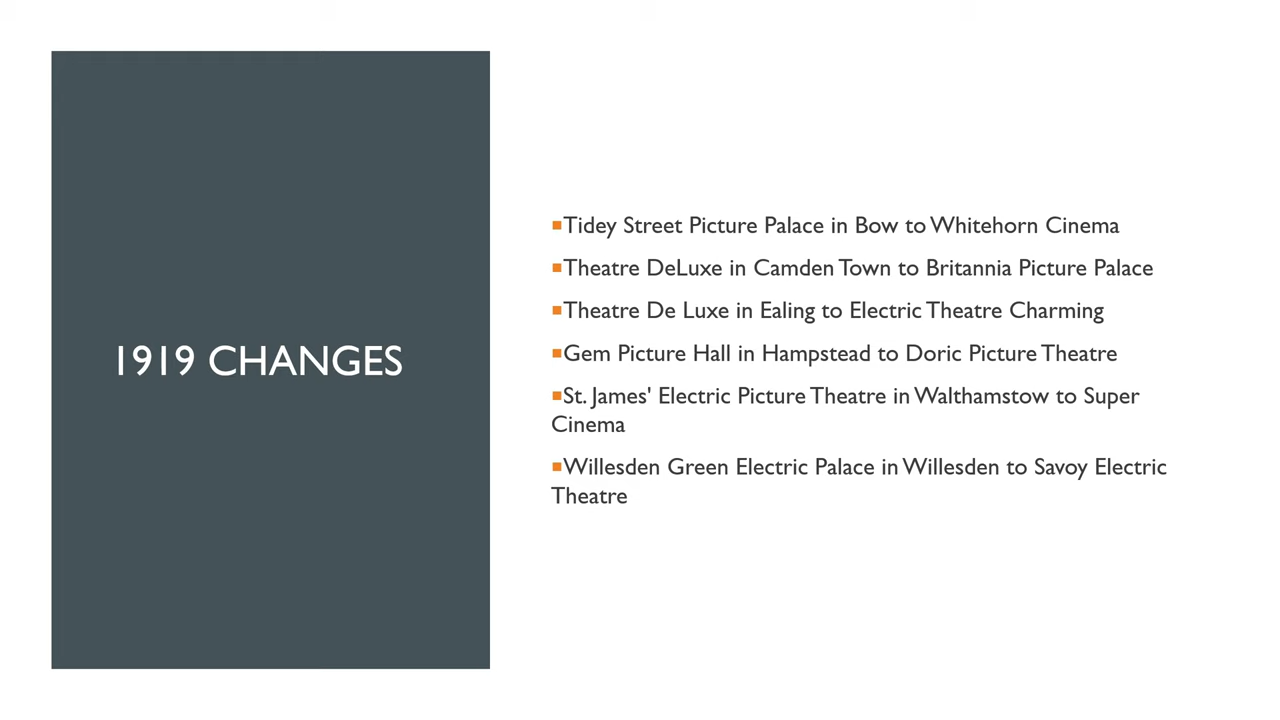 1919 CHANGES
Tidey Street Picture Palace in Bow to Whitehorn Cinema
Theatre DeLuxe in Camden Town to Britannia Picture Palace
Theatre De Luxe in Ealing to Electric Theatre Charming
Gem Picture Hall in Hampstead to Doric Picture Theatre
St. James' Electric Picture Theatre in Walthamstow to Super
Cinema
Willesden Green Electric Palace in Willesden to Savoy Electric
Theatre